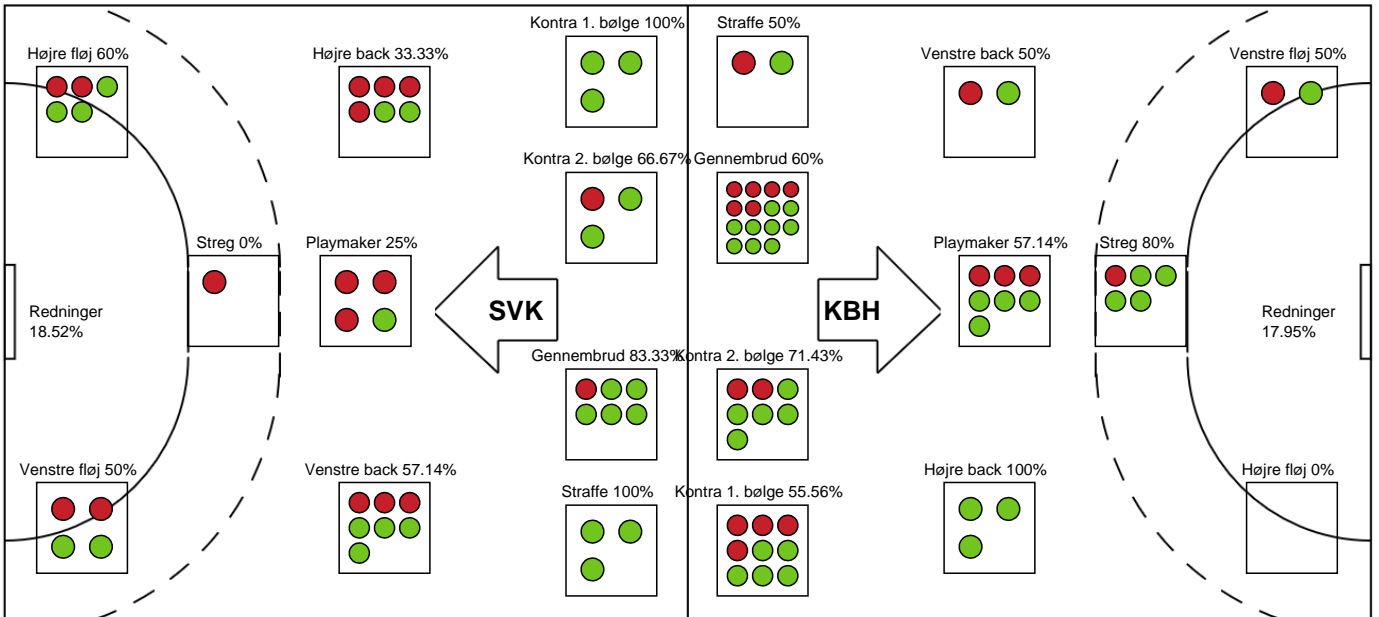 Kontra 1. bølge 100%
Straffe 50%
Højre fløj 60%
Højre back 33.33%
Venstre back 50%
Venstre fløj 50%
Kontra 2. bølge 66.67%
Gennembrud 60%
Streg 0%
Playmaker 25%
Playmaker 57.14%
Streg 80%
Redninger
18.52%
SVK
KBH
Redninger
17.95%
Gennembrud 83.33%
Kontra 2. bølge 71.43%
Venstre fløj 50%
Venstre back 57.14%
Højre back 100%
Højre fløj 0%
Straffe 100%
Kontra 1. bølge 55.56%